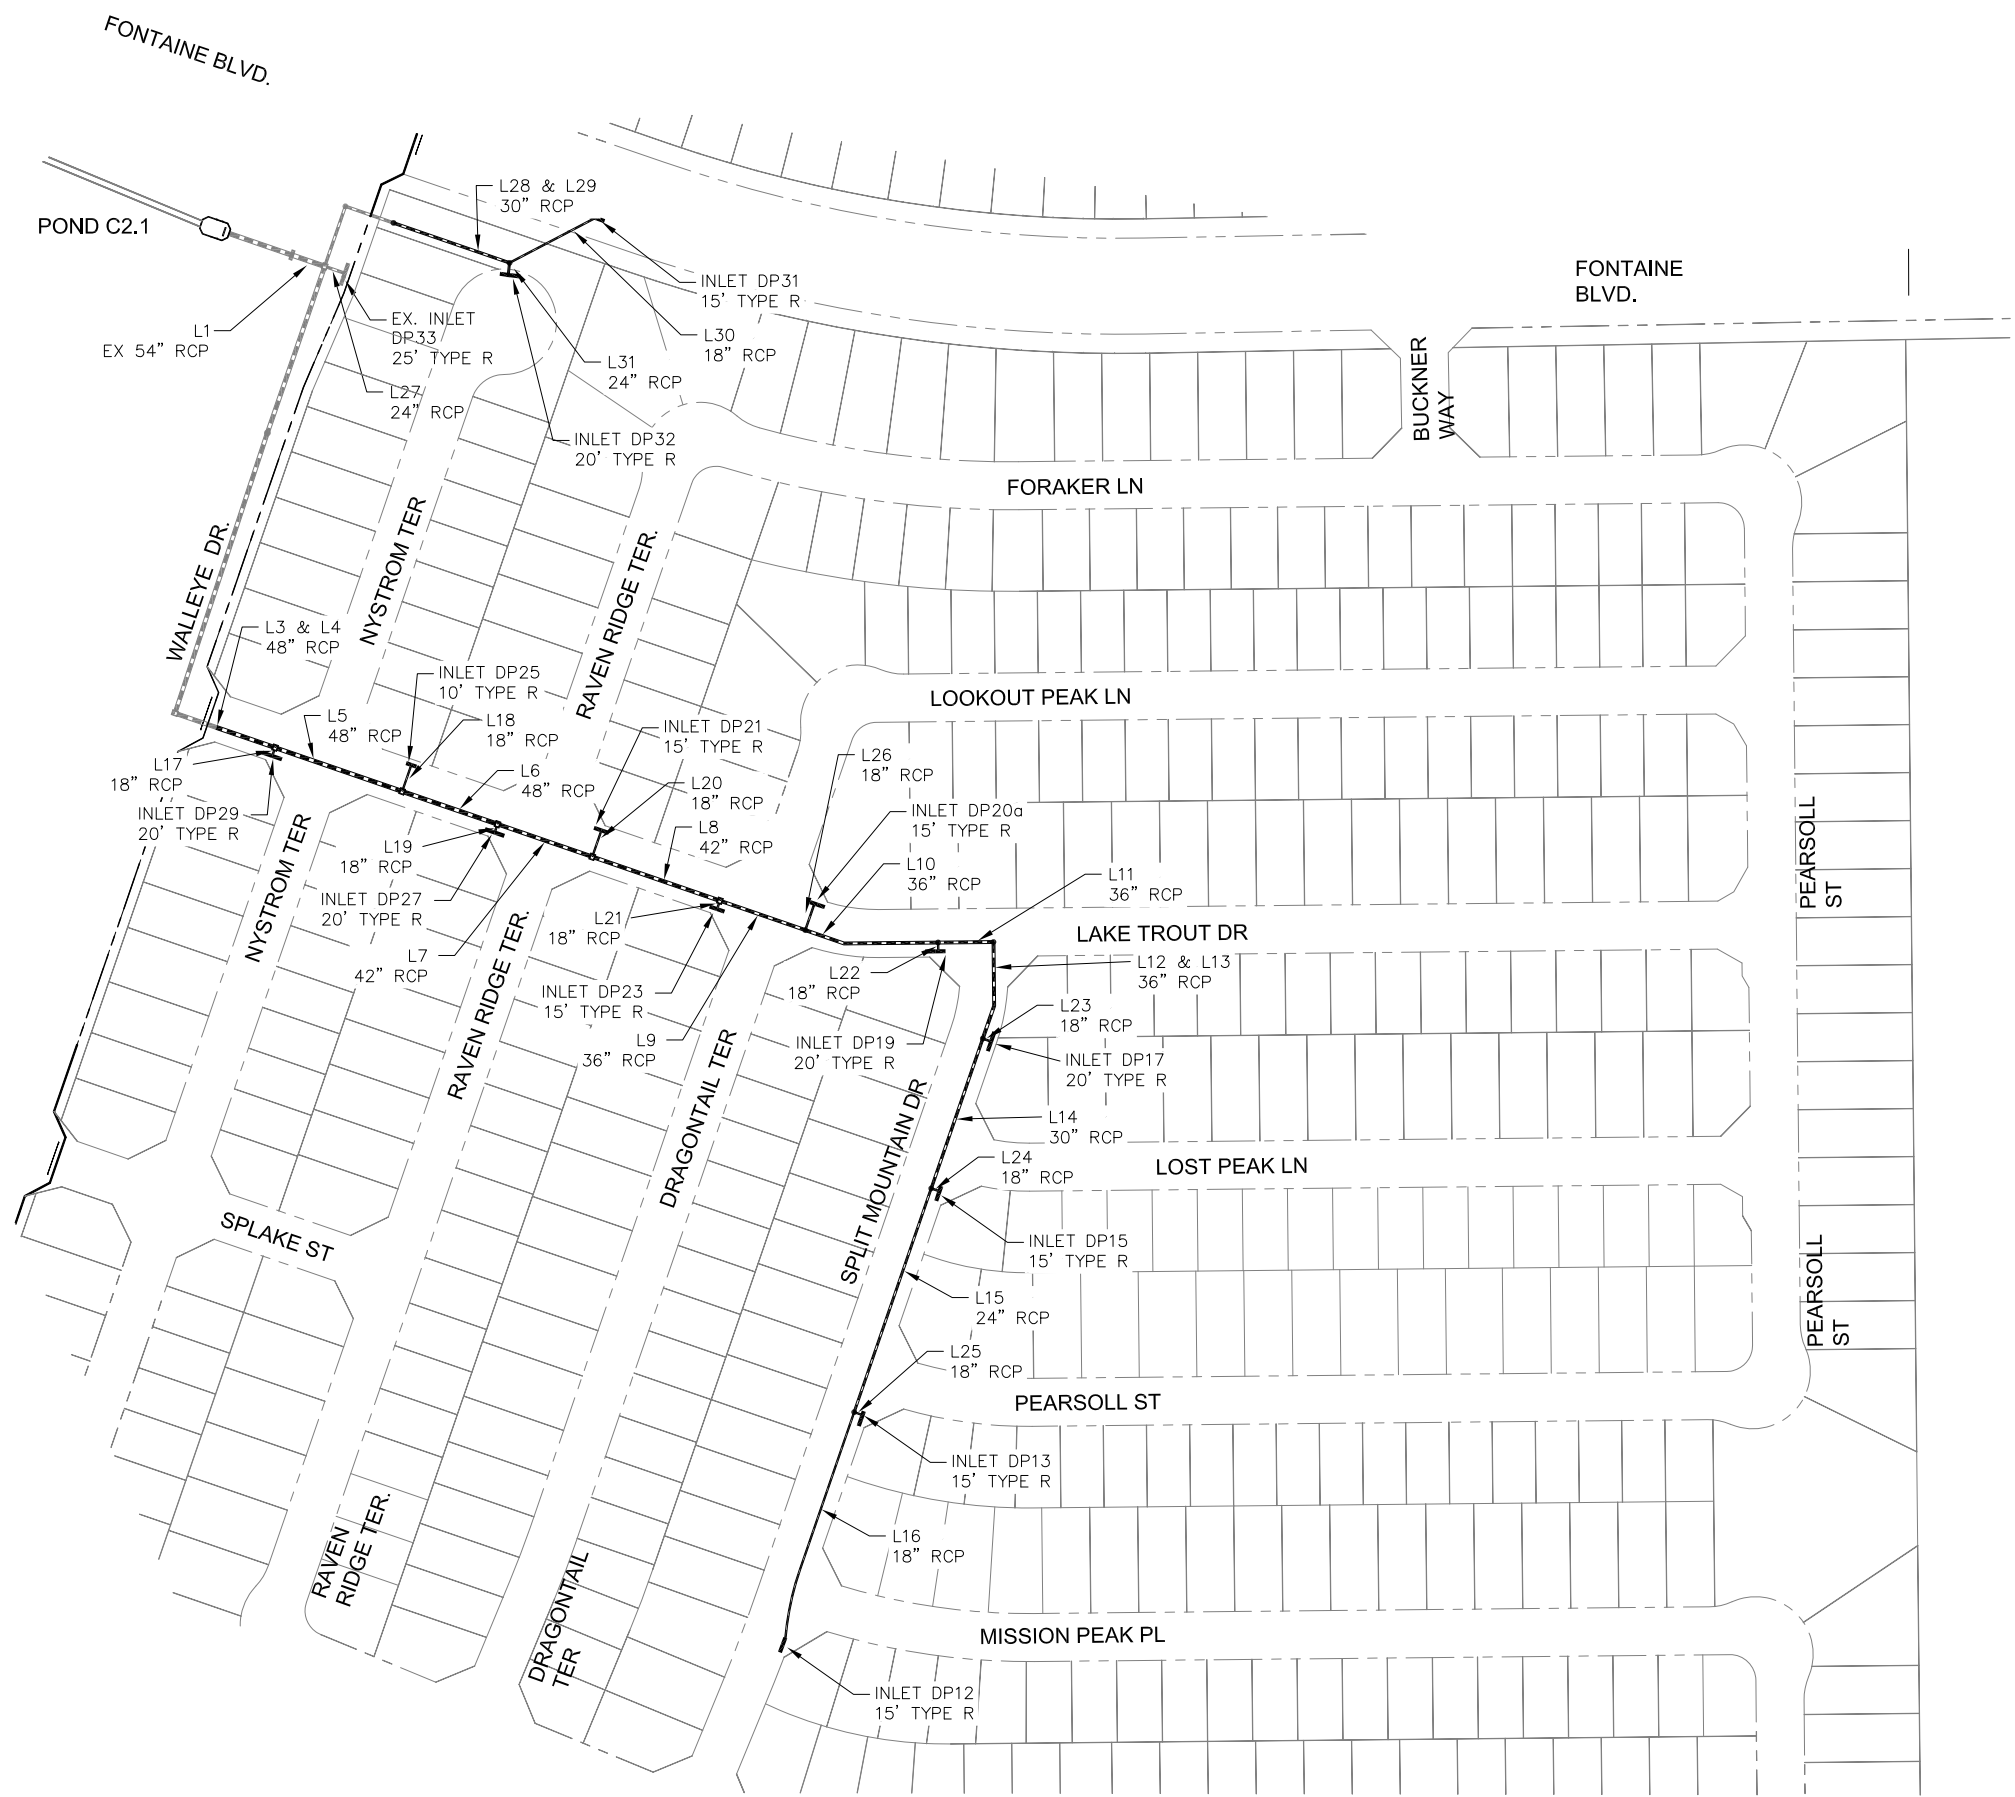 FONTAINE BLVD.
L28 & L29
30” RCP
POND C2.1
INLET DP31
15’ TYPE R
FONTAINE
BLVD.
L1
EX 54” RCP
EX. INLET
DP33
25’ TYPE R
L30
18” RCP
L31
24” RCP
L27
24” RCP
BUCKNER
WAY
INLET DP32
20’ TYPE R
FORAKER LN
WALLEYE DR.
NYSTROM TER
RAVEN RIDGE TER.
L3 & L4
48” RCP
INLET DP25
10’ TYPE R
LOOKOUT PEAK LN
L5
48” RCP
L18
18” RCP
INLET DP21
15’ TYPE R
L17
18” RCP
L6
48” RCP
L26
18” RCP
L20
18” RCP
INLET DP29
20’ TYPE R
INLET DP20a
15’ TYPE R
L8
42” RCP
PEARSOLL
ST
L19
18” RCP
L10
36” RCP
L11
36” RCP
NYSTROM TER
INLET DP27
20’ TYPE R
L21
18” RCP
LAKE TROUT DR
L7
42” RCP
RAVEN RIDGE TER.
L22
18” RCP
L12 & L13
36” RCP
INLET DP23
15’ TYPE R
L23
18” RCP
L9
36” RCP
INLET DP19
20’ TYPE R
INLET DP17
20’ TYPE R
DRAGONTAIL TER
SPLIT MOUNTAIN DR
L14
30” RCP
L24
18” RCP
LOST PEAK LN
SPLAKE ST
INLET DP15
15’ TYPE R
PEARSOLL
ST
L15
24” RCP
L25
18” RCP
PEARSOLL ST
INLET DP13
15’ TYPE R
RAVEN
RIDGE TER.
L16
18” RCP
DRAGONTAIL
TER
MISSION PEAK PL
INLET DP12
15’ TYPE R